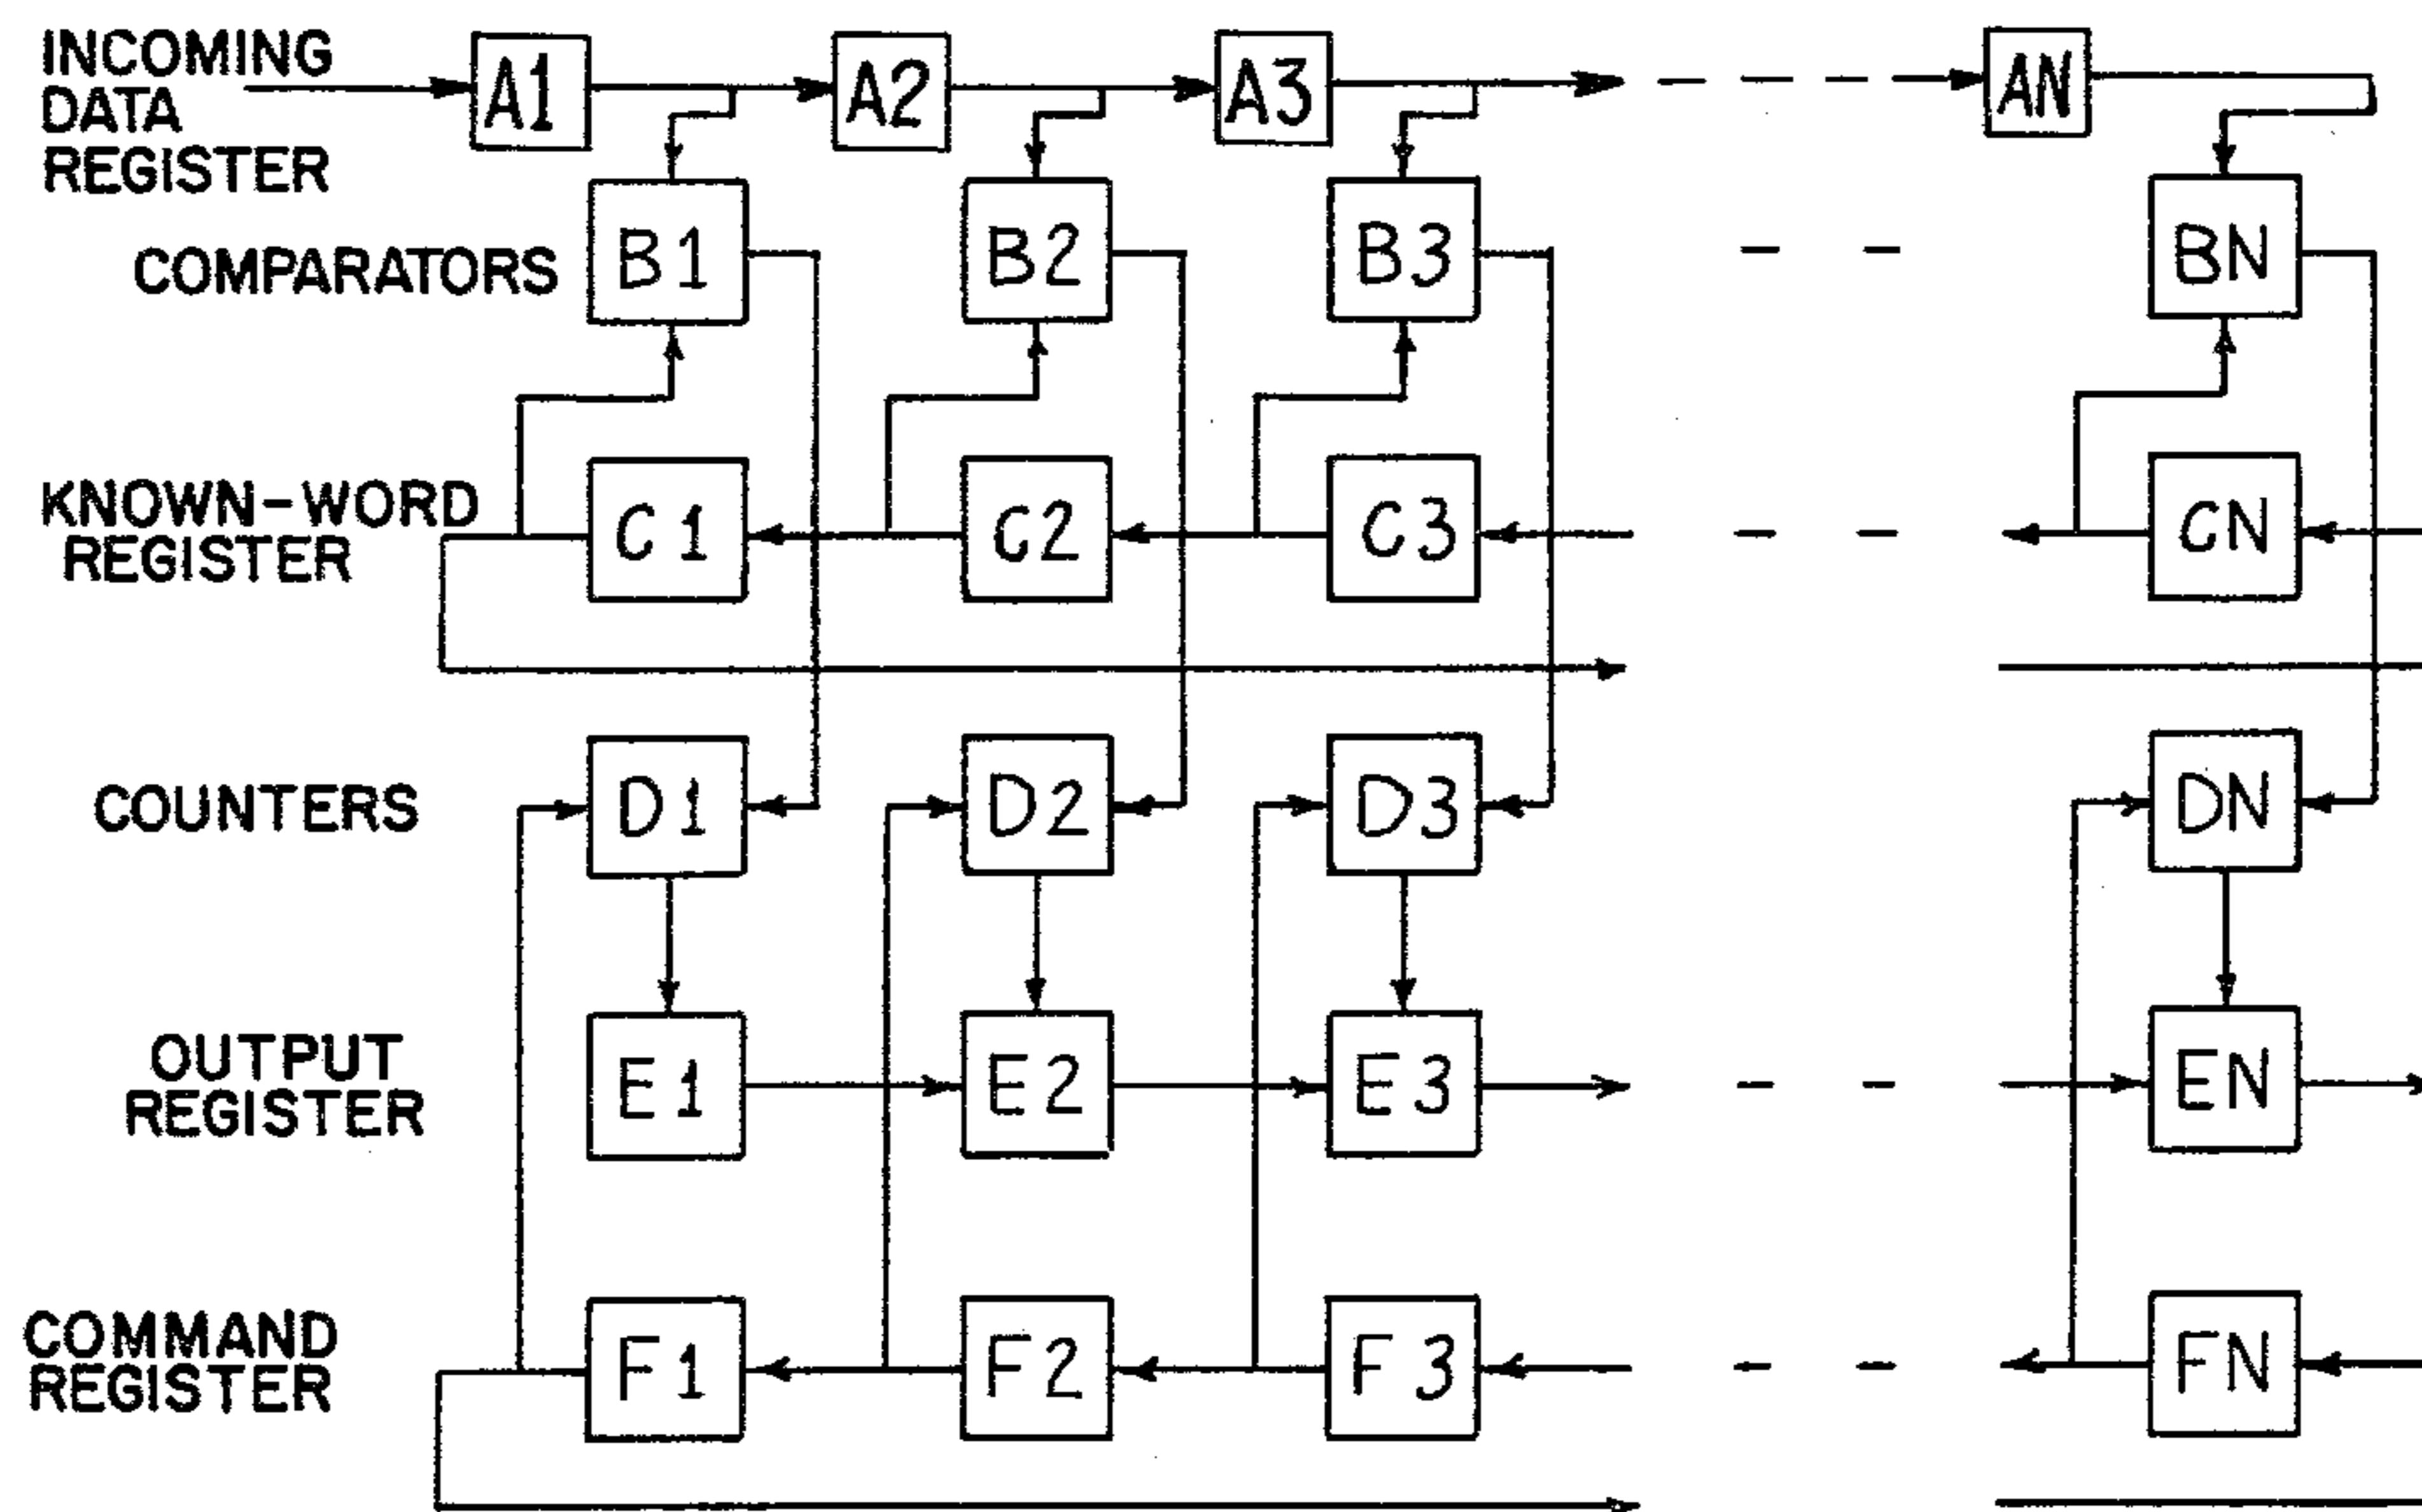 INCOMING
DATA
REGISTER
A1 A2 A3 AN
COMPARATORS
B1 B2 B3 BN
KNOWN-WORD
REGISTER
C1 C2 C3 CN
COUNTERS
D1 D2 D3 DN
OUTPUT
REGISTER
E1 E2 E3 EN
COMMAND
REGISTER
F1 F2 F3 FN